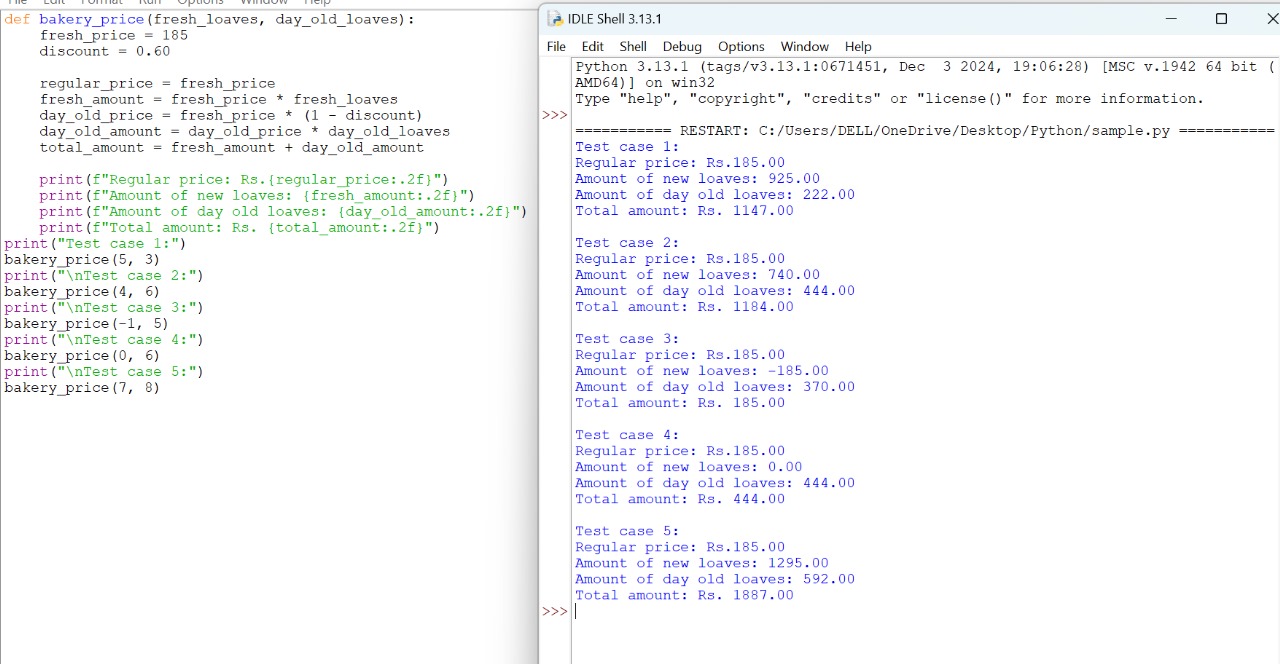 File Edit Format Run Options Window Help
def bakery_price(fresh_loaves, day_old_loaves):
    fresh_price = 185
    discount = 0.60

    regular_price = fresh_price
    fresh_amount = fresh_price * fresh_loaves
    day_old_price = fresh_price * (1 - discount)
    day_old_amount = day_old_price * day_old_loaves
    total_amount = fresh_amount + day_old_amount

    print(f"Regular price: Rs.{regular_price:.2f}")
    print(f"Amount of new loaves: {fresh_amount:.2f}")
    print(f"Amount of day old loaves: {day_old_amount:.2f}")
    print(f"Total amount: Rs. {total_amount:.2f}")
print("Test case 1:")
bakery_price(5, 3)
print("\nTest case 2:")
bakery_price(4, 6)
print("\nTest case 3:")
bakery_price(-1, 5)
print("\nTest case 4:")
bakery_price(0, 6)
print("\nTest case 5:")
bakery_price(7, 8)
IDLE Shell 3.13.1
File Edit Shell Debug Options Window Help
Python 3.13.1 (tags/v3.13.1:0671451, Dec  3 2024, 19:06:28) [MSC v.1942 64 bit (
AMD64)] on win32
Type "help", "copyright", "credits" or "license()" for more information.
>>>
=========== RESTART: C:/Users/DELL/OneDrive/Desktop/Python/sample.py ===========
Test case 1:
Regular price: Rs.185.00
Amount of new loaves: 925.00
Amount of day old loaves: 222.00
Total amount: Rs. 1147.00

Test case 2:
Regular price: Rs.185.00
Amount of new loaves: 740.00
Amount of day old loaves: 444.00
Total amount: Rs. 1184.00

Test case 3:
Regular price: Rs.185.00
Amount of new loaves: -185.00
Amount of day old loaves: 370.00
Total amount: Rs. 185.00

Test case 4:
Regular price: Rs.185.00
Amount of new loaves: 0.00
Amount of day old loaves: 444.00
Total amount: Rs. 444.00

Test case 5:
Regular price: Rs.185.00
Amount of new loaves: 1295.00
Amount of day old loaves: 592.00
Total amount: Rs. 1887.00
>>>